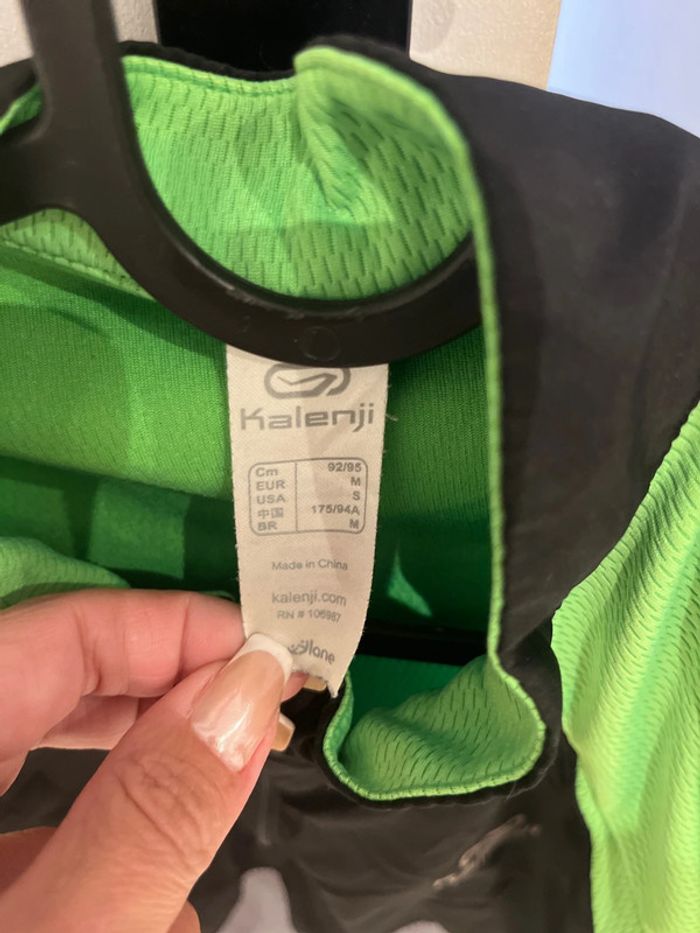 Kalenji
Cm 92/95
EUR M
USA S
中国 175/94A
BR M
Made in China
kalenji.com
RN # 106987